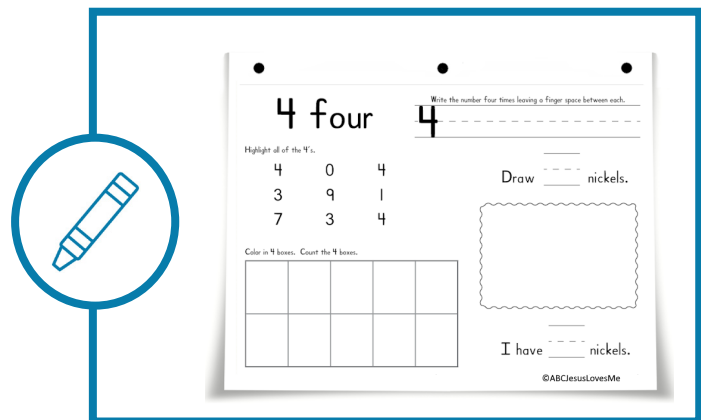 4 four
Write the number four times leaving a finger space between each.
4
Highlight all of the 4's.
4 0 4
3 9 1
7 3 4
Draw ____ nickels.
Color in 4 boxes. Count the 4 boxes.
I have ____ nickels.
©ABCJesusLovesMe